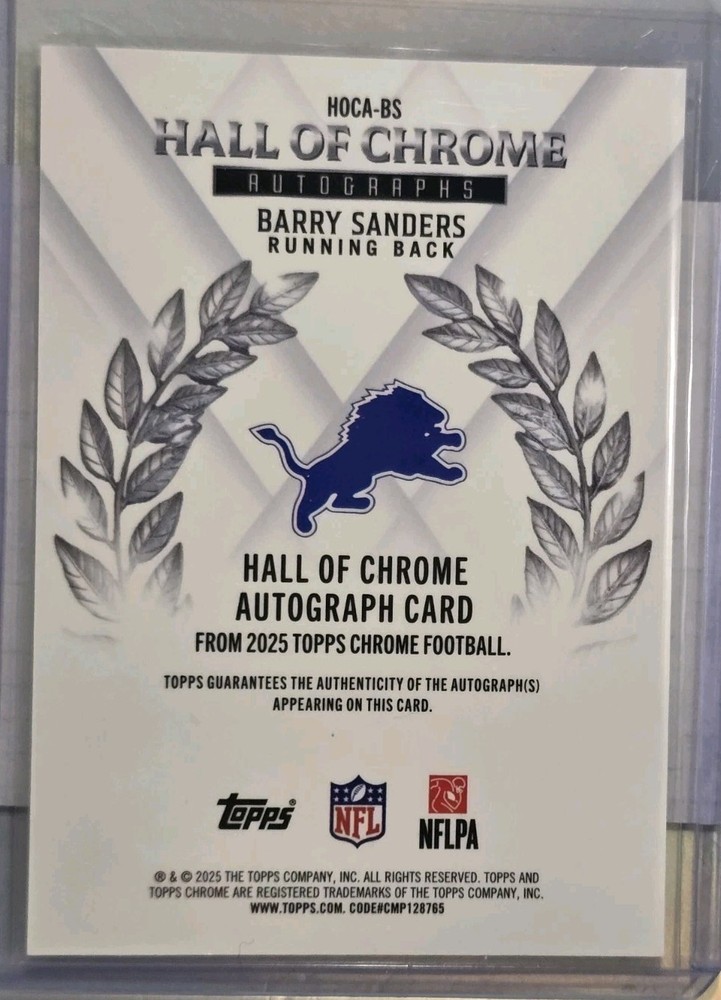 HOCA-BS
HALL OF CHROME
AUTOGRAPHS
BARRY SANDERS
RUNNING BACK
HALL OF CHROME
AUTOGRAPH CARD
FROM 2025 TOPPS CHROME FOOTBALL.
TOPPS GUARANTEES THE AUTHENTICITY OF THE AUTOGRAPH(S)
APPEARING ON THIS CARD.
topps® NFL NFLPA
® & © 2025 THE TOPPS COMPANY, INC. ALL RIGHTS RESERVED. TOPPS AND
TOPPS CHROME ARE REGISTERED TRADEMARKS OF THE TOPPS COMPANY, INC.
WWW.TOPPS.COM. CODE#CMP128765